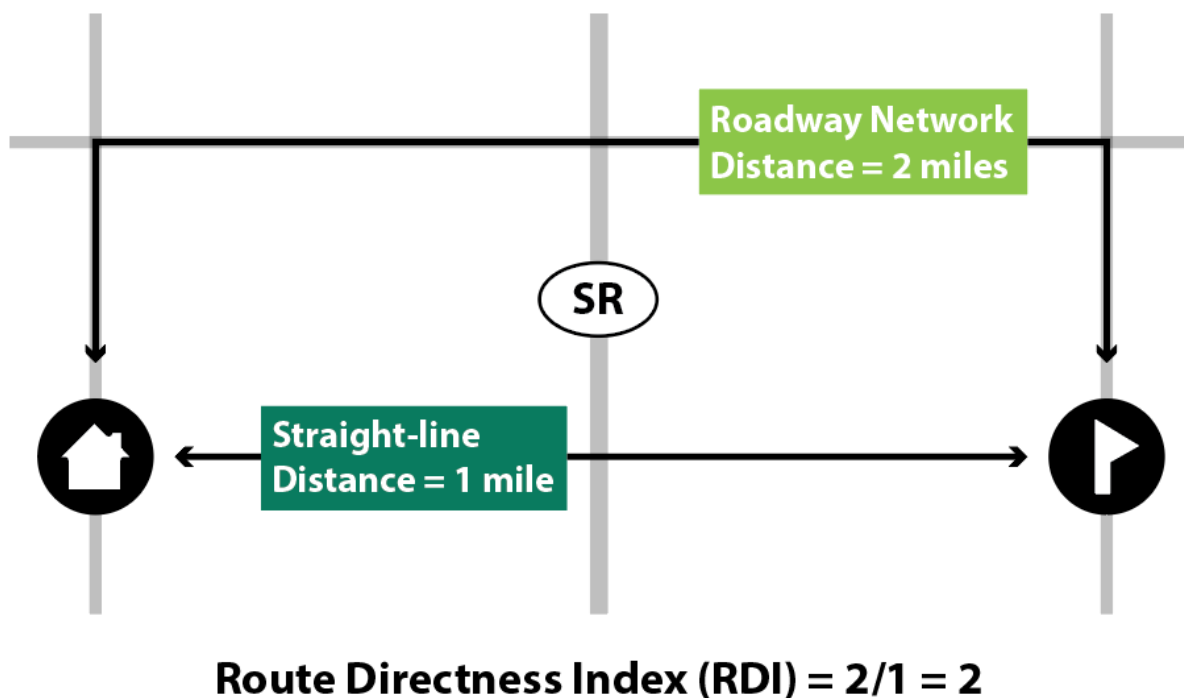 Roadway Network
Distance = 2 miles
SR
Straight-line
Distance = 1 mile
Route Directness Index (RDI) = 2/1 = 2